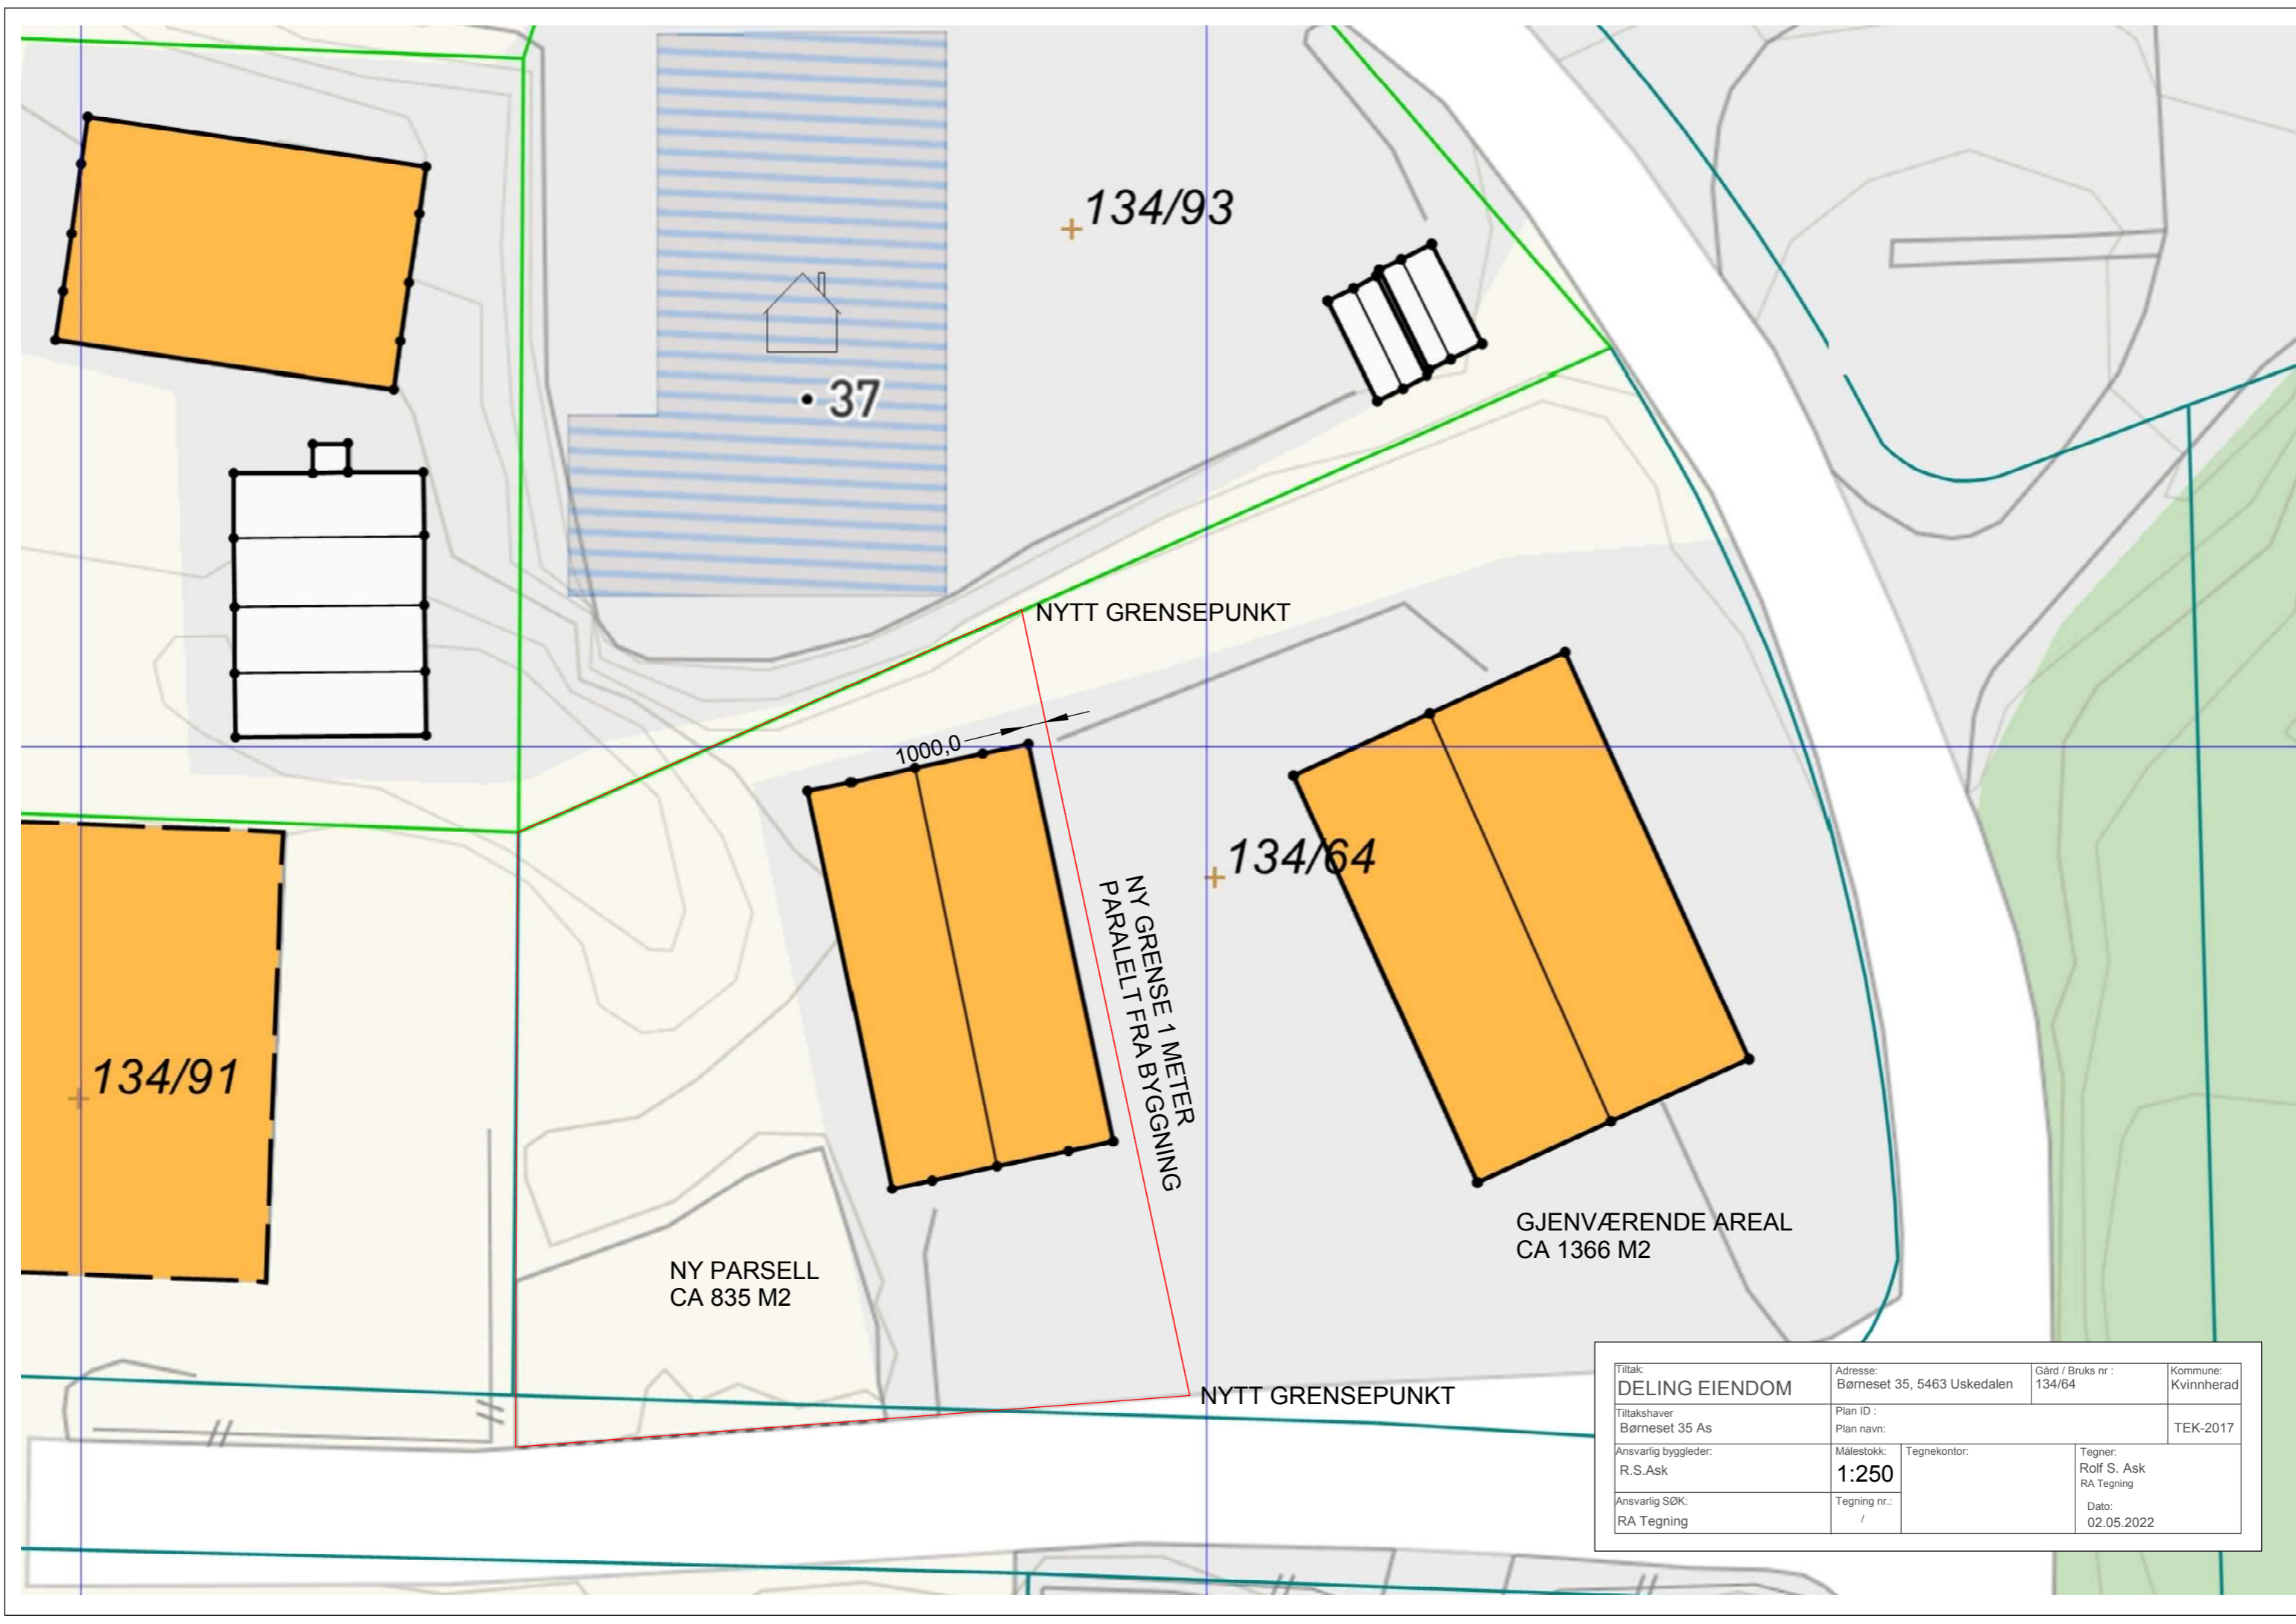 134/93
37
NYTT GRENSEPUNKT
1000,0
134/64
NY GRENSE 1 METER
PARALELT FRA BYGGNING
134/91
GJENVÆRENDE AREAL
CA 1366 M2
NY PARSELL
CA 835 M2
NYTT GRENSEPUNKT
Tiltak:
DELING EIENDOM
Adresse:
Børneset 35, 5463 Uskedalen
Gård / Bruks nr :
134/64
Kommune:
Kvinnherad
Tiltakshaver
Børneset 35 As
Plan ID :
Plan navn:
TEK-2017
Ansvarlig byggleder:
R.S.Ask
Målestokk:
1:250
Tegnekontor:
Tegner:
Rolf S. Ask
RA Tegning
Dato:
02.05.2022
Ansvarlig SØK:
RA Tegning
Tegning nr.:
/